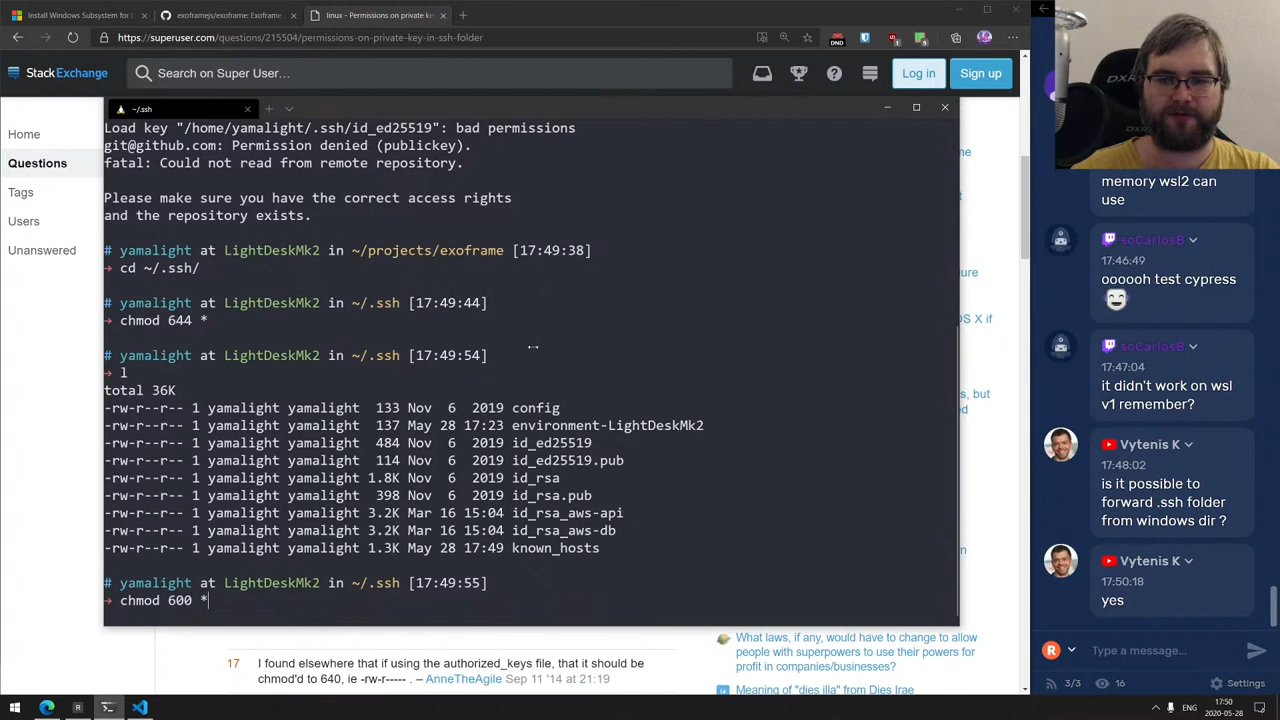 Install Windows Subsystem for L
exoframejs/exoframe: Exoframe
linux - Permissions on private ke
https://superuser.com/questions/215504/permissions-on-private-key-in-ssh-folder
StackExchange
Search on Super User…
Log in
Sign up
Home
Questions
Tags
Users
Unanswered
~/.ssh
Load key "/home/yamalight/.ssh/id_ed25519": bad permissions
git@github.com: Permission denied (publickey).
fatal: Could not read from remote repository.
Please make sure you have the correct access rights
and the repository exists.
# yamalight at LightDeskMk2 in ~/projects/exoframe [17:49:38]
→ cd ~/.ssh/
# yamalight at LightDeskMk2 in ~/.ssh [17:49:44]
→ chmod 644 *
# yamalight at LightDeskMk2 in ~/.ssh [17:49:54]
→ l
total 36K
-rw-r--r-- 1 yamalight yamalight 133 Nov 6 2019 config
-rw-r--r-- 1 yamalight yamalight 137 May 28 17:23 environment-LightDeskMk2
-rw-r--r-- 1 yamalight yamalight 484 Nov 6 2019 id_ed25519
-rw-r--r-- 1 yamalight yamalight 114 Nov 6 2019 id_ed25519.pub
-rw-r--r-- 1 yamalight yamalight 1.8K Nov 6 2019 id_rsa
-rw-r--r-- 1 yamalight yamalight 398 Nov 6 2019 id_rsa.pub
-rw-r--r-- 1 yamalight yamalight 3.2K Mar 16 15:04 id_rsa_aws-api
-rw-r--r-- 1 yamalight yamalight 3.2K Mar 16 15:04 id_rsa_aws-db
-rw-r--r-- 1 yamalight yamalight 1.3K May 28 17:49 known_hosts
# yamalight at LightDeskMk2 in ~/.ssh [17:49:55]
→ chmod 600 *
me
sure
OS X if
s, but
ed
n
What laws, if any, would have to change to allow
people with superpowers to use their powers for
profit in companies/businesses?
Meaning of "dies illa" from Dies Irae
17 I found elsewhere that if using the authorized_keys file, that it should be
chmod'd to 640, ie -rw-r----- . – AnneTheAgile Sep 11 '14 at 21:19
DXR
memory wsl2 can
use
soCarlosB
17:46:49
oooooh test cypress
soCarlosB
17:47:04
it didn't work on wsl
v1 remember?
Vytenis K
17:48:02
is it possible to
forward .ssh folder
from windows dir ?
Vytenis K
17:50:18
yes
R
Type a message...
3/3
16
Settings
ENG
17:50
2020-05-28
DND
1